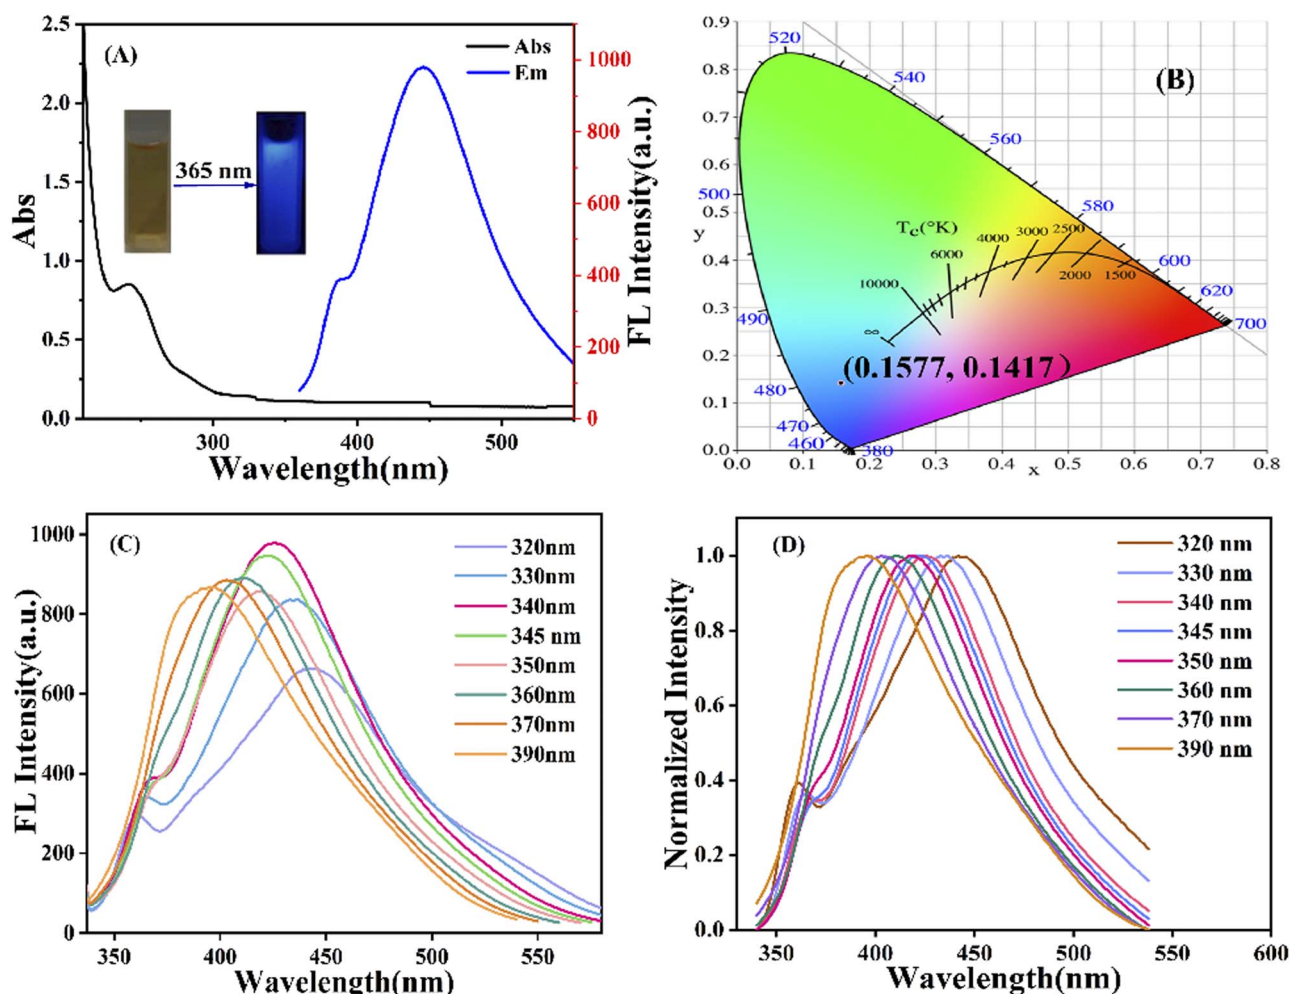 (A)
Abs
Em
365 nm
2.5
2.0
1.5
1.0
0.5
0.0
Abs
300
400
500
Wavelength(nm)
1000
800
600
400
200
0
FL Intensity(a.u.)
(B)
0.9
0.8
0.7
0.6
0.5
0.4
0.3
0.2
0.1
0.0
y
0.0
0.1
0.2
0.3
0.4
0.5
0.6
0.7
0.8
x
520
540
560
500
580
600
620
700
490
480
470
460
380
Tc(°K)
∞
10000
6000
4000
3000
2500
2000
1500
(0.1577, 0.1417)
(C)
1000
800
600
400
200
0
FL Intensity(a.u.)
320nm
330nm
340nm
345 nm
350nm
360nm
370nm
390nm
350
400
450
500
550
Wavelength(nm)
(D)
1.0
0.8
0.6
0.4
0.2
0.0
Normalized Intensity
320 nm
330 nm
340 nm
345 nm
350 nm
360 nm
370 nm
390 nm
350
400
450
500
550
600
Wavelength(nm)